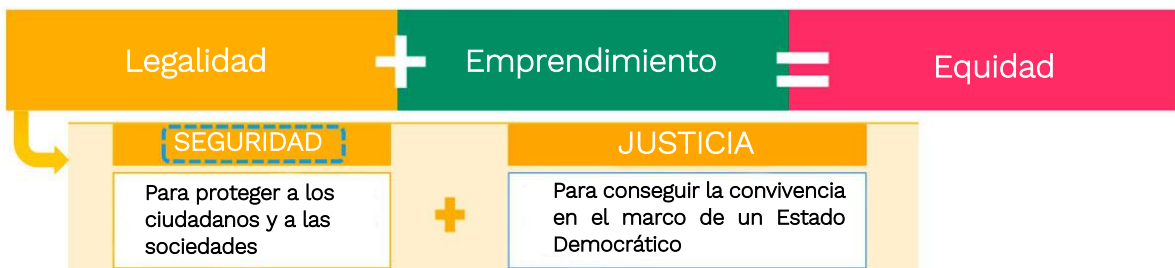 Legalidad + Emprendimiento = Equidad
SEGURIDAD
Para proteger a los
ciudadanos y a las
sociedades
+
JUSTICIA
Para conseguir la convivencia
en el marco de un Estado
Democrático